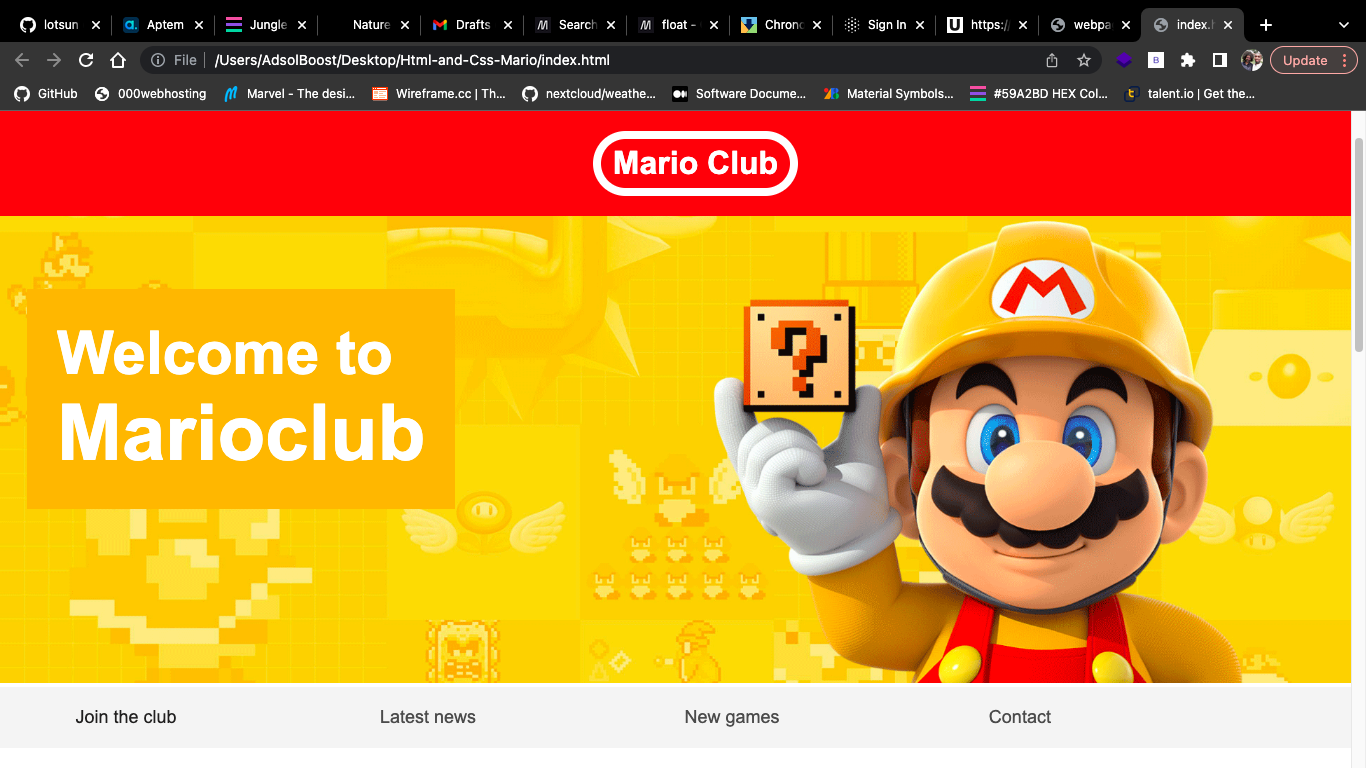 lotsun
Aptem
Jungle
Nature
Drafts
Search
float -
Chrono
Sign In
https:/
webpa
index.h
File
/Users/AdsolBoost/Desktop/Html-and-Css-Mario/index.html
Update
GitHub
000webhosting
Marvel - The desi...
Wireframe.cc | Th...
nextcloud/weathe...
Software Docume...
Material Symbols...
#59A2BD HEX Col...
talent.io | Get the...
Mario Club
M
?
Welcome to
Marioclub
Join the club
Latest news
New games
Contact